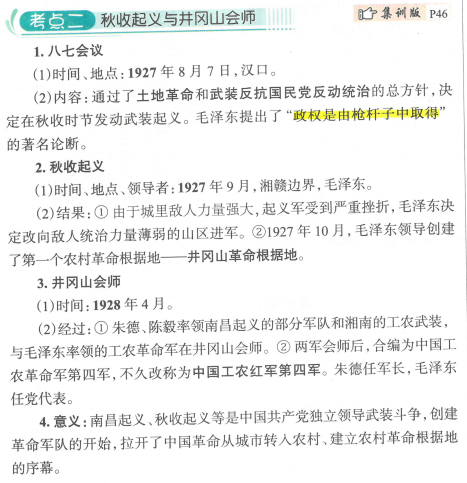 考点二 秋收起义与井冈山会师 集训版 P46
1. 八七会议
(1)时间、地点:1927 年 8 月 7 日,汉口。
(2)内容:通过了土地革命和武装反抗国民党反动统治的总方针,决
定在秋收时节发动武装起义。毛泽东提出了“政权是由枪杆子中取得”
的著名论断。
2. 秋收起义
(1)时间、地点、领导者:1927 年 9 月,湘赣边界,毛泽东。
(2)结果:① 由于城里敌人力量强大,起义军受到严重挫折,毛泽东决
定改向敌人统治力量薄弱的山区进军。②1927 年 10 月,毛泽东领导创建
了第一个农村革命根据地——井冈山革命根据地。
3. 井冈山会师
(1)时间:1928 年 4 月。
(2)经过:① 朱德、陈毅率领南昌起义的部分军队和湘南的工农武装,
与毛泽东率领的工农革命军在井冈山会师。② 两军会师后,合编为中国工
农革命军第四军,不久改称为中国工农红军第四军。朱德任军长,毛泽东
任党代表。
4. 意义:南昌起义、秋收起义等是中国共产党独立领导武装斗争,创建
革命军队的开始,拉开了中国革命从城市转入农村、建立农村革命根据地
的序幕。